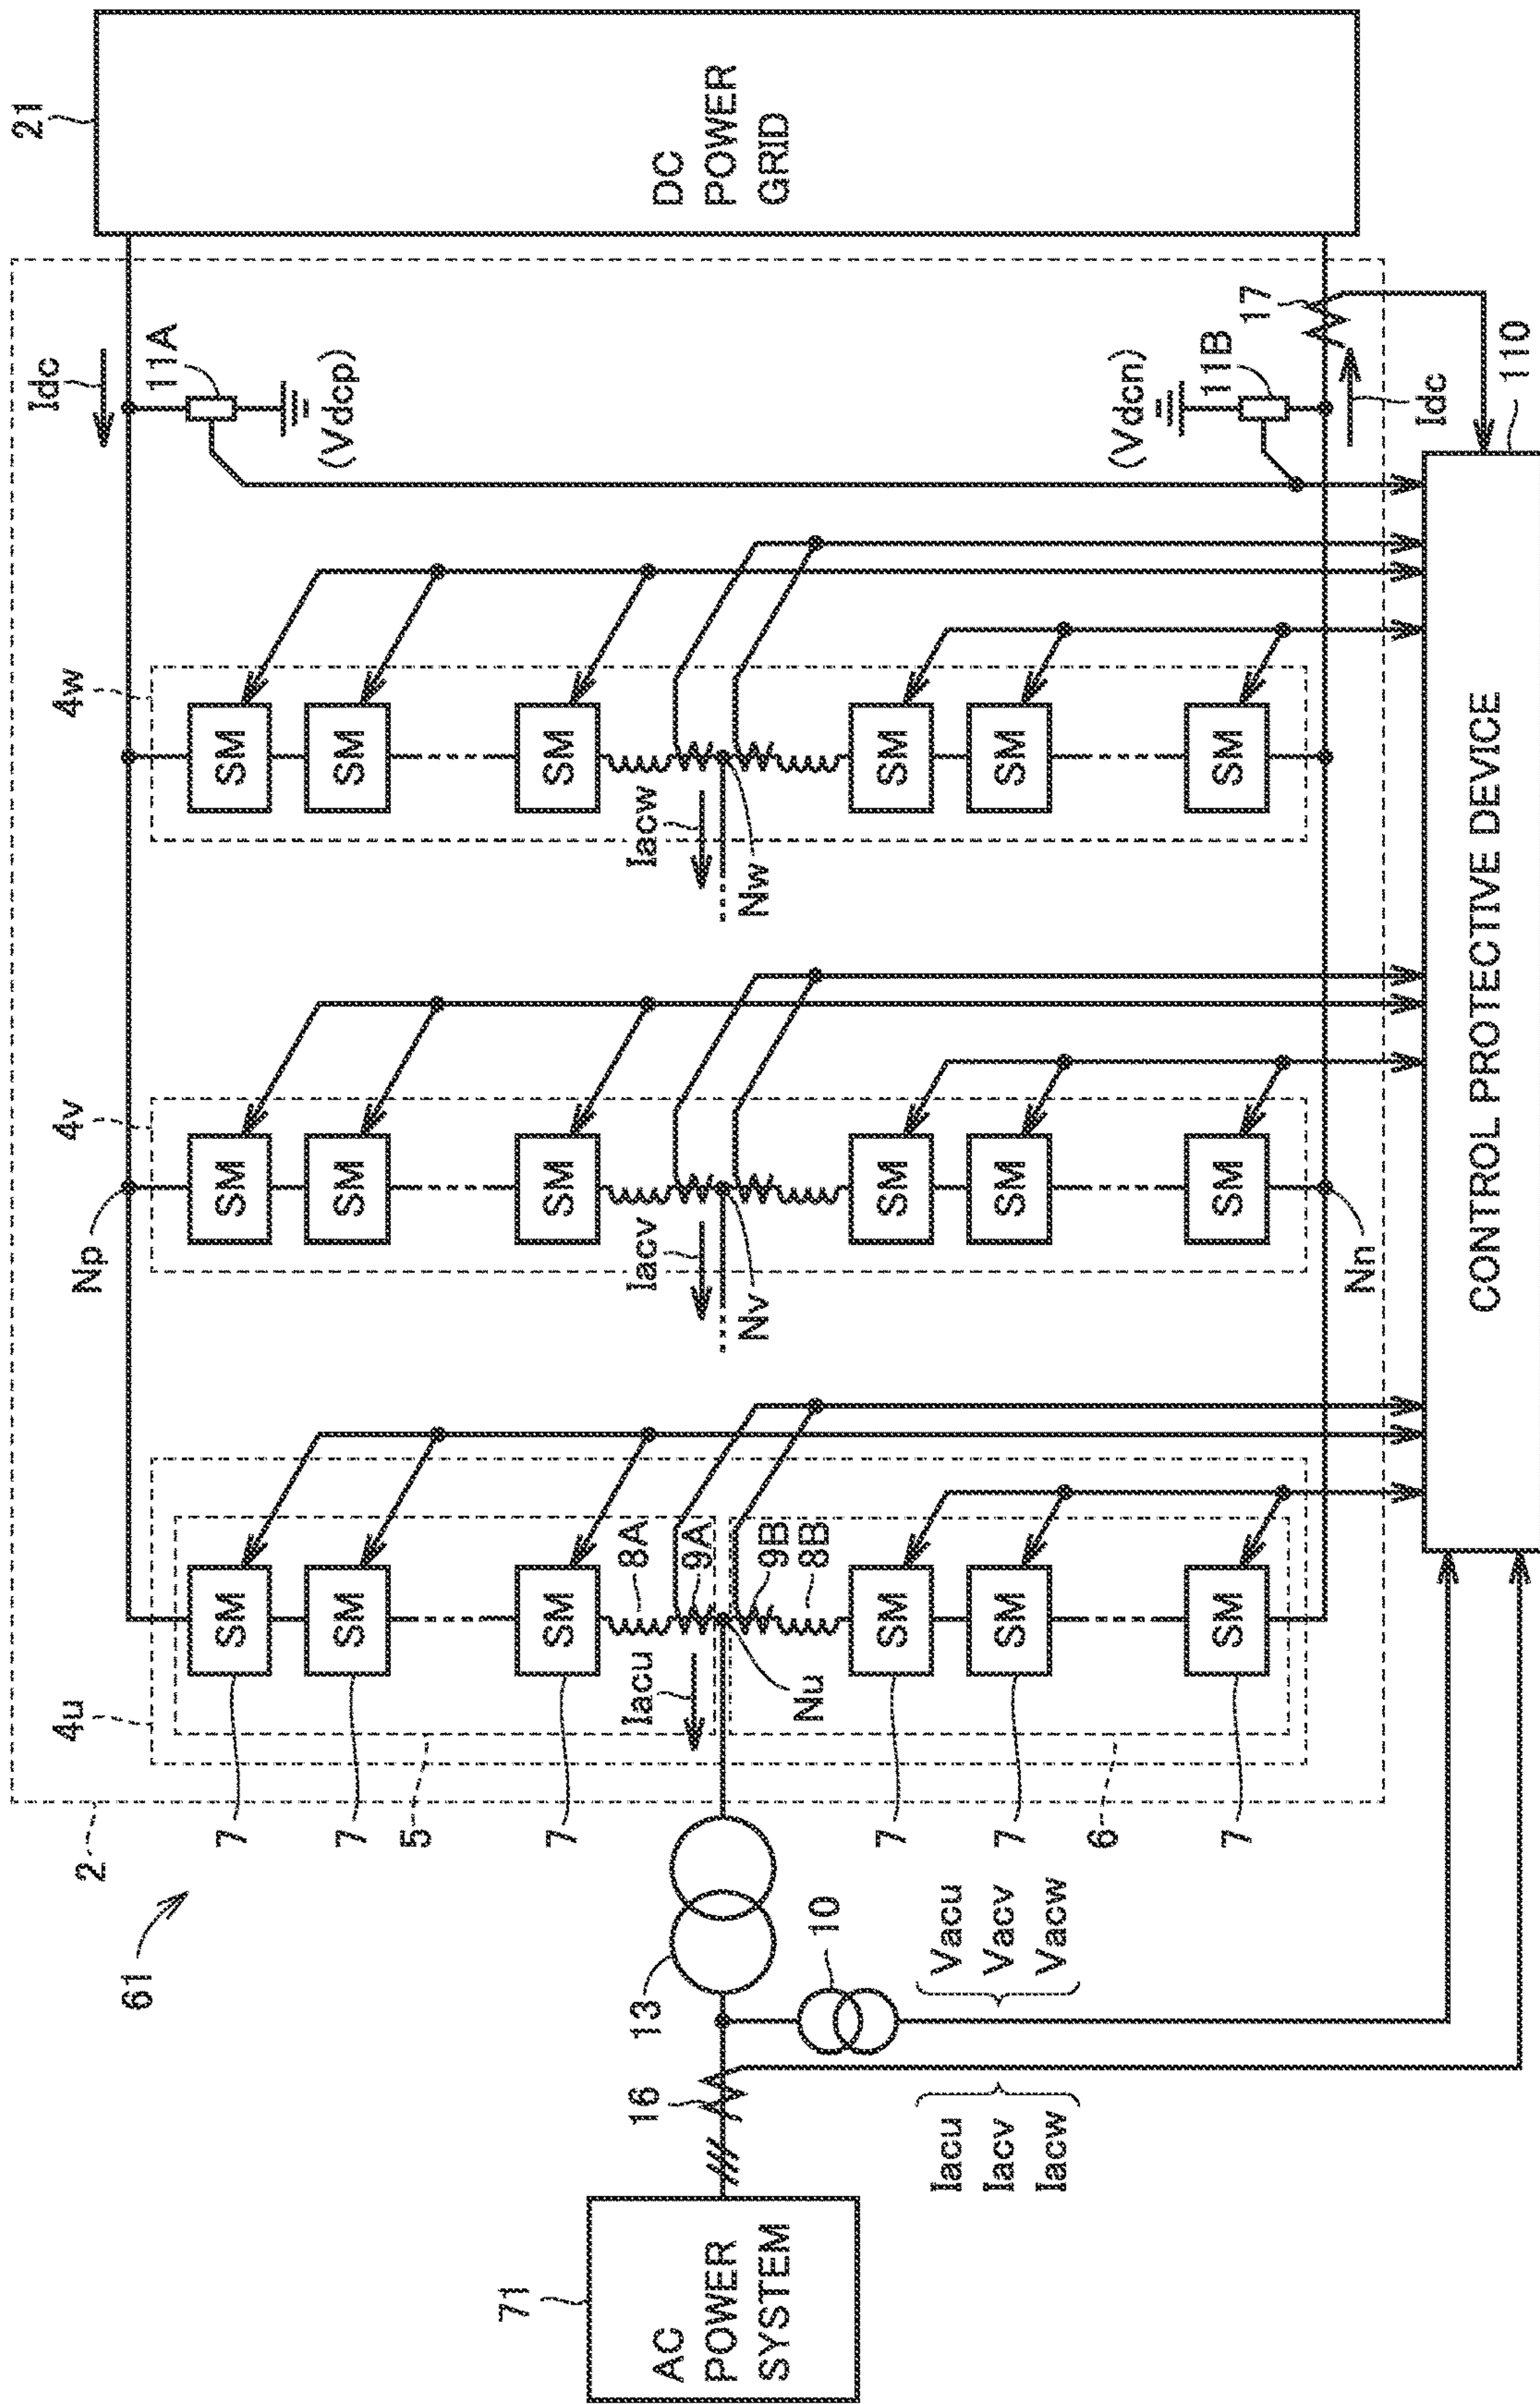 61
2
4u
4v
4w
21
Idc
Np
11A
(Vdcp)
7
SM
SM
SM
7
SM
SM
SM
5
7
SM
SM
SM
8A
9A
Iacu
Iacv
Iacw
71
AC
POWER
SYSTEM
16
13
Nu
Nv
Nw
DC
POWER
GRID
10
9B
8B
7
SM
SM
SM
Iacu
Iacv
Iacw
Vacu
Vacv
Vacw
7
SM
SM
SM
6
(Vdcn)
7
SM
SM
SM
11B
17
Nn
Idc
CONTROL PROTECTIVE DEVICE
110